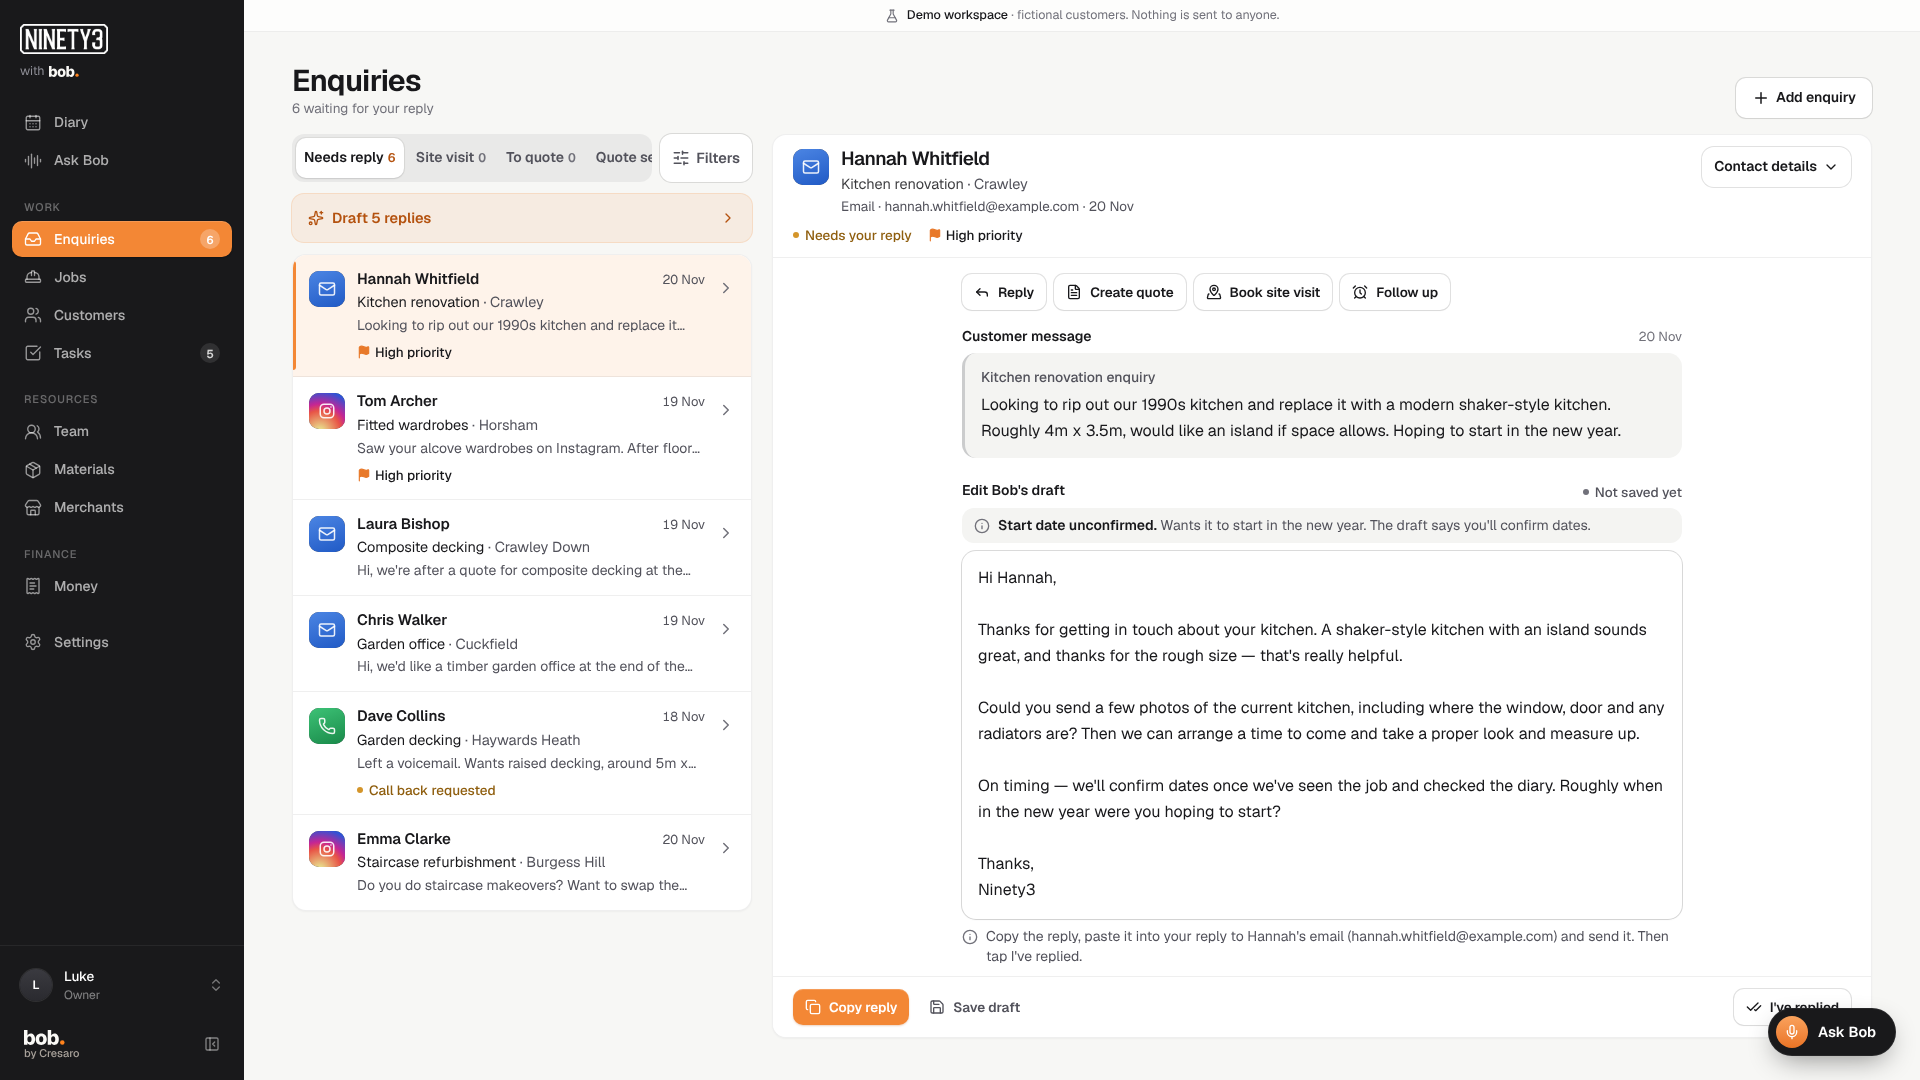 NINETY3
with bob.
Diary
Ask Bob
WORK
Enquiries 6
Jobs
Customers
Tasks 5
RESOURCES
Team
Materials
Merchants
FINANCE
Money
Settings
L
Luke
Owner
bob.
by Cresaro
Demo workspace · fictional customers. Nothing is sent to anyone.
Enquiries
6 waiting for your reply
Add enquiry
Needs reply 6
Site visit 0
To quote 0
Quote se
Filters
Draft 5 replies
Hannah Whitfield 20 Nov
Kitchen renovation · Crawley
Looking to rip out our 1990s kitchen and replace it...
High priority
Tom Archer 19 Nov
Fitted wardrobes · Horsham
Saw your alcove wardrobes on Instagram. After floor...
High priority
Laura Bishop 19 Nov
Composite decking · Crawley Down
Hi, we're after a quote for composite decking at the...
Chris Walker 19 Nov
Garden office · Cuckfield
Hi, we'd like a timber garden office at the end of the...
Dave Collins 18 Nov
Garden decking · Haywards Heath
Left a voicemail. Wants raised decking, around 5m x...
Call back requested
Emma Clarke 20 Nov
Staircase refurbishment · Burgess Hill
Do you do staircase makeovers? Want to swap the...
Hannah Whitfield
Kitchen renovation · Crawley
Email · hannah.whitfield@example.com · 20 Nov
Needs your reply High priority
Contact details
Reply
Create quote
Book site visit
Follow up
Customer message 20 Nov
Kitchen renovation enquiry
Looking to rip out our 1990s kitchen and replace it with a modern shaker-style kitchen.
Roughly 4m x 3.5m, would like an island if space allows. Hoping to start in the new year.
Edit Bob's draft Not saved yet
Start date unconfirmed. Wants it to start in the new year. The draft says you'll confirm dates.
Hi Hannah,
Thanks for getting in touch about your kitchen. A shaker-style kitchen with an island sounds
great, and thanks for the rough size — that's really helpful.
Could you send a few photos of the current kitchen, including where the window, door and any
radiators are? Then we can arrange a time to come and take a proper look and measure up.
On timing — we'll confirm dates once we've seen the job and checked the diary. Roughly when
in the new year were you hoping to start?
Thanks,
Ninety3
Copy the reply, paste it into your reply to Hannah's email (hannah.whitfield@example.com) and send it. Then
tap I've replied.
Copy reply
Save draft
I've replied
Ask Bob